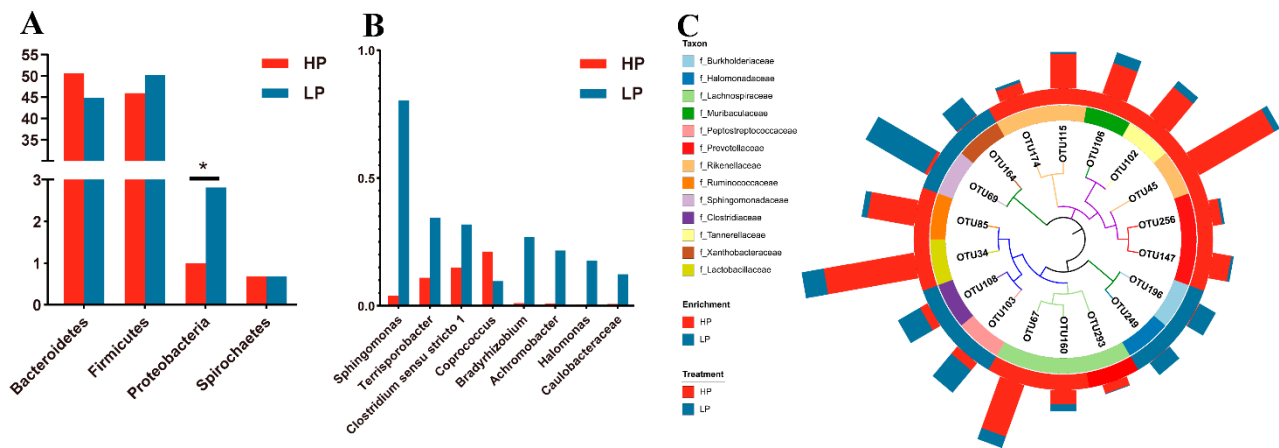 A
HP
LP
55
50
45
40
35
3
2
1
0
*
Bacteroidetes
Firmicutes
Proteobacteria
Spirochaetes
B
HP
LP
1.0
0.5
0.0
Sphingomonas
Terrisporobacter
Clostridium sensu stricto 1
Coprococcus
Bradyrhizobium
Achromobacter
Halomonas
Caulobacteraceae
C
Taxon
f_Burkholderiaceae
f_Halomonadaceae
f_Lachnospiraceae
f_Muribaculaceae
f_Peptostreptococcaceae
f_Prevotellaceae
f_Rikenellaceae
f_Ruminococcaceae
f_Sphingomonadaceae
f_Clostridiaceae
f_Tannerellaceae
f_Xanthobacteraceae
f_Lactobacillaceae
Enrichment
HP
LP
Treatment
HP
LP
OTU115
OTU106
OTU102
OTU45
OTU256
OTU147
OTU196
OTU249
OTU293
OTU160
OTU67
OTU103
OTU108
OTU34
OTU85
OTU69
OTU164
OTU174